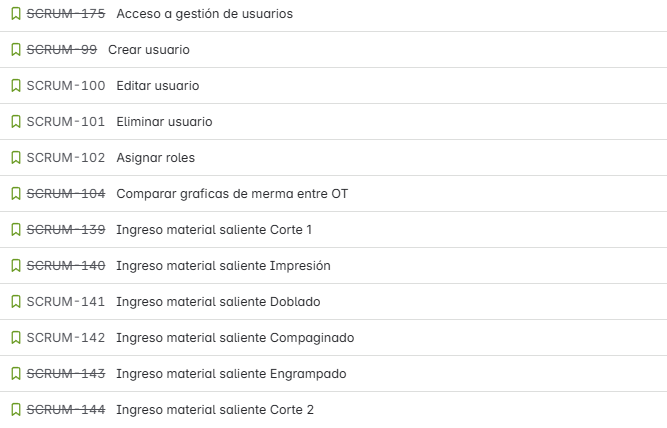 SCRUM-175 Acceso a gestión de usuarios
SCRUM-99 Crear usuario
SCRUM-100 Editar usuario
SCRUM-101 Eliminar usuario
SCRUM-102 Asignar roles
SCRUM-104 Comparar graficas de merma entre OT
SCRUM-139 Ingreso material saliente Corte 1
SCRUM-140 Ingreso material saliente Impresión
SCRUM-141 Ingreso material saliente Doblado
SCRUM-142 Ingreso material saliente Compaginado
SCRUM-143 Ingreso material saliente Engrampado
SCRUM-144 Ingreso material saliente Corte 2